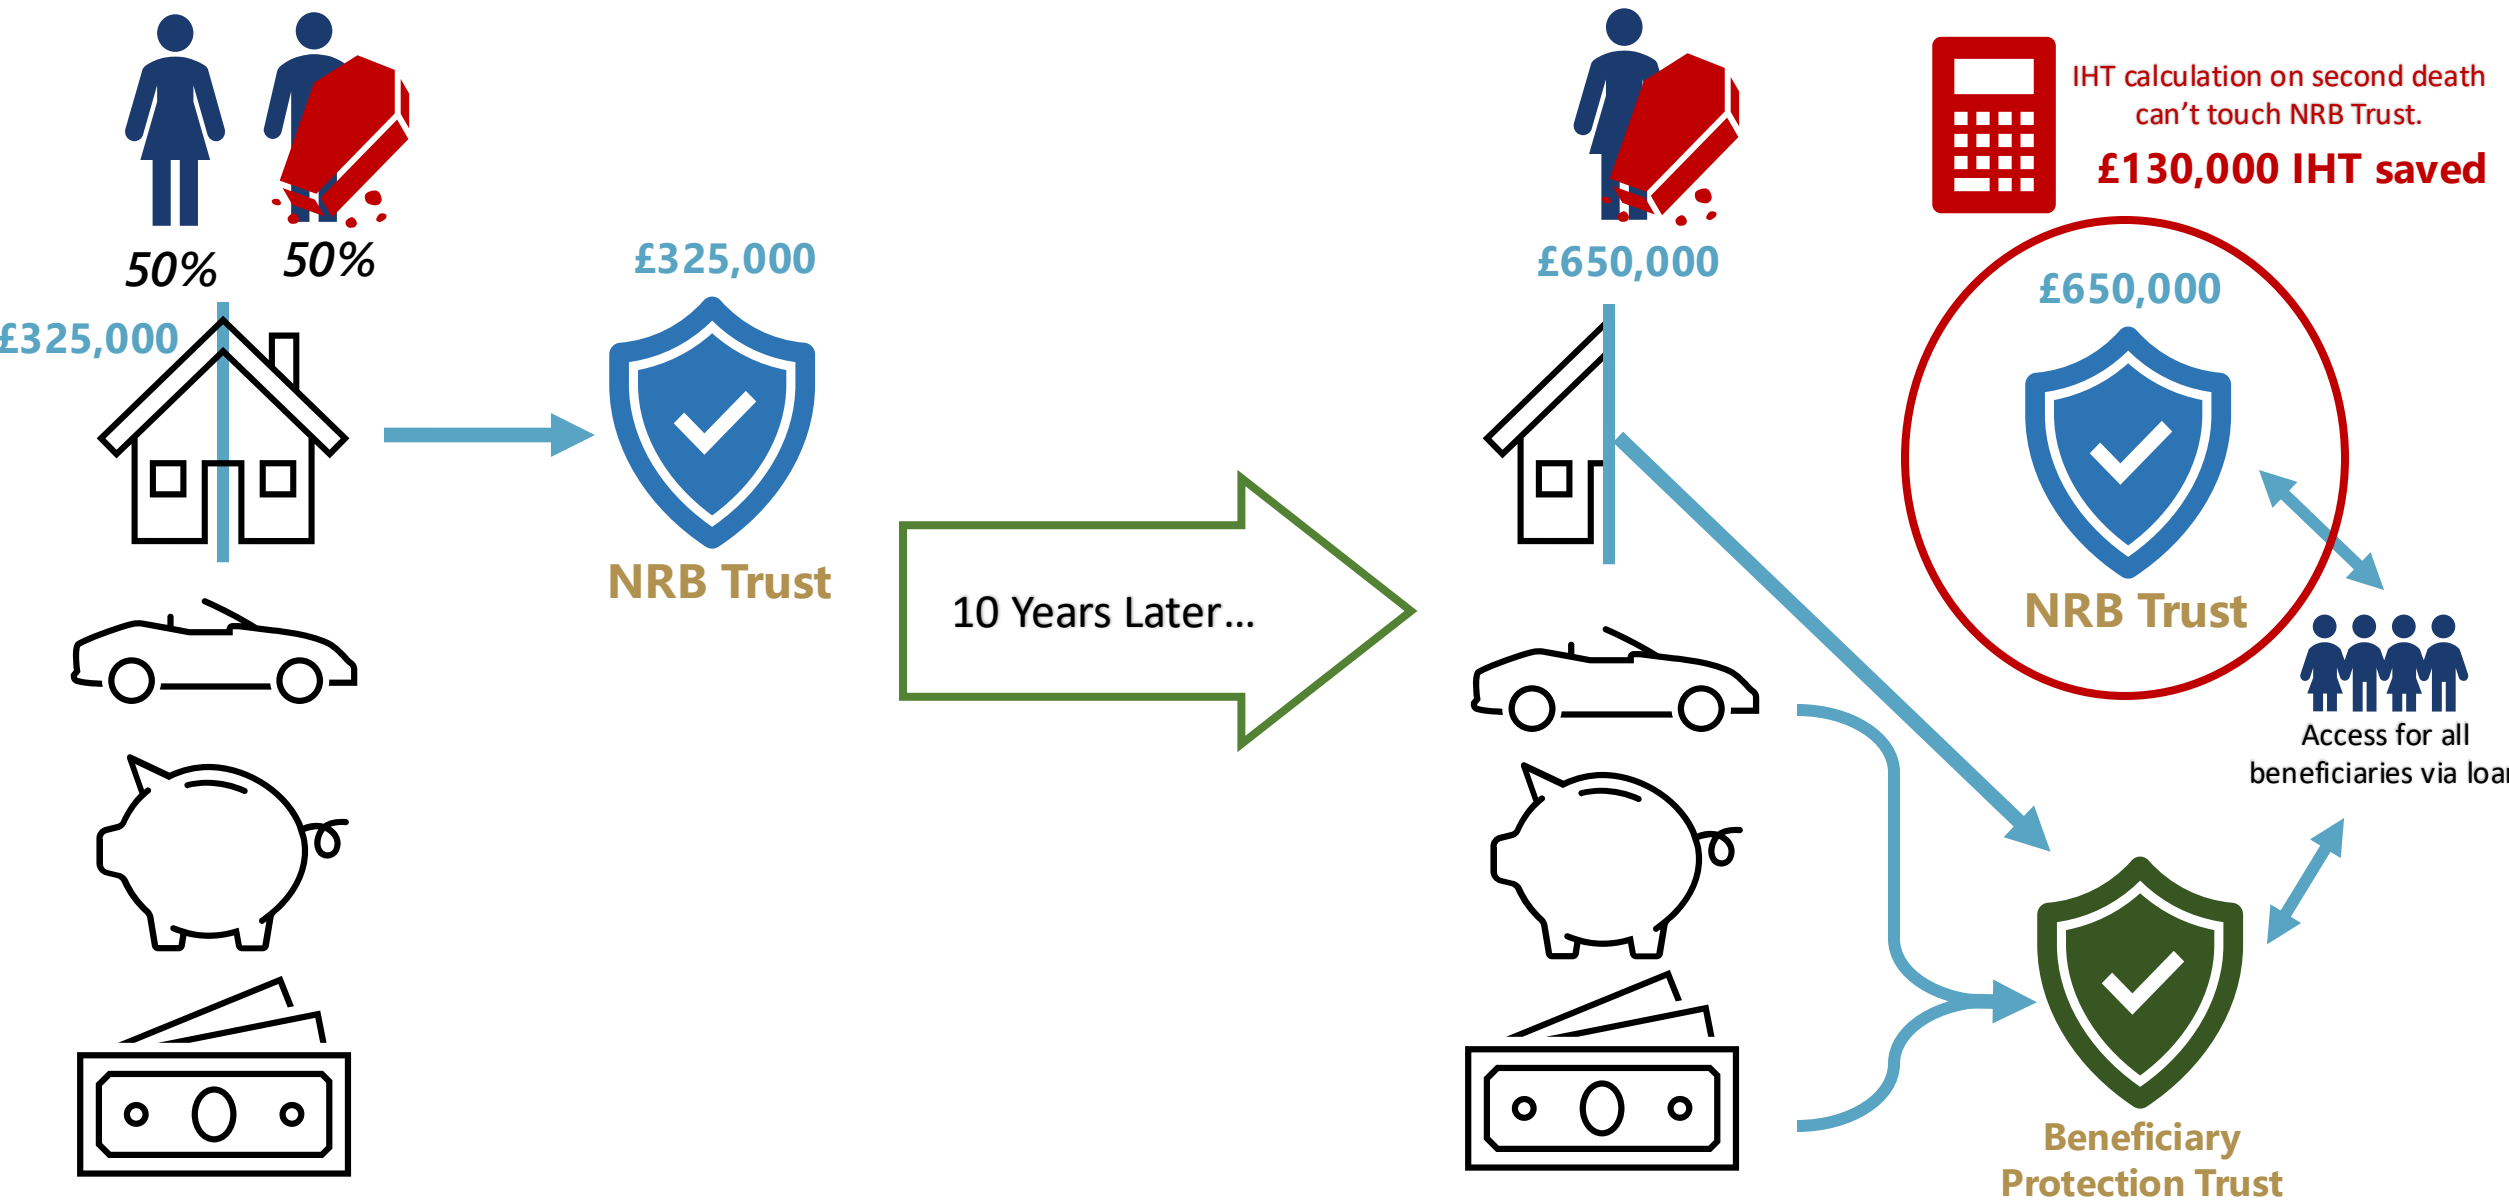 50%
50%
£325,000
£325,000
NRB Trust
10 Years Later...
£650,000
IHT calculation on second death
can’t touch NRB Trust.
£130,000 IHT saved
£650,000
NRB Trust
Access for all
beneficiaries via loan
Beneficiary
Protection Trust